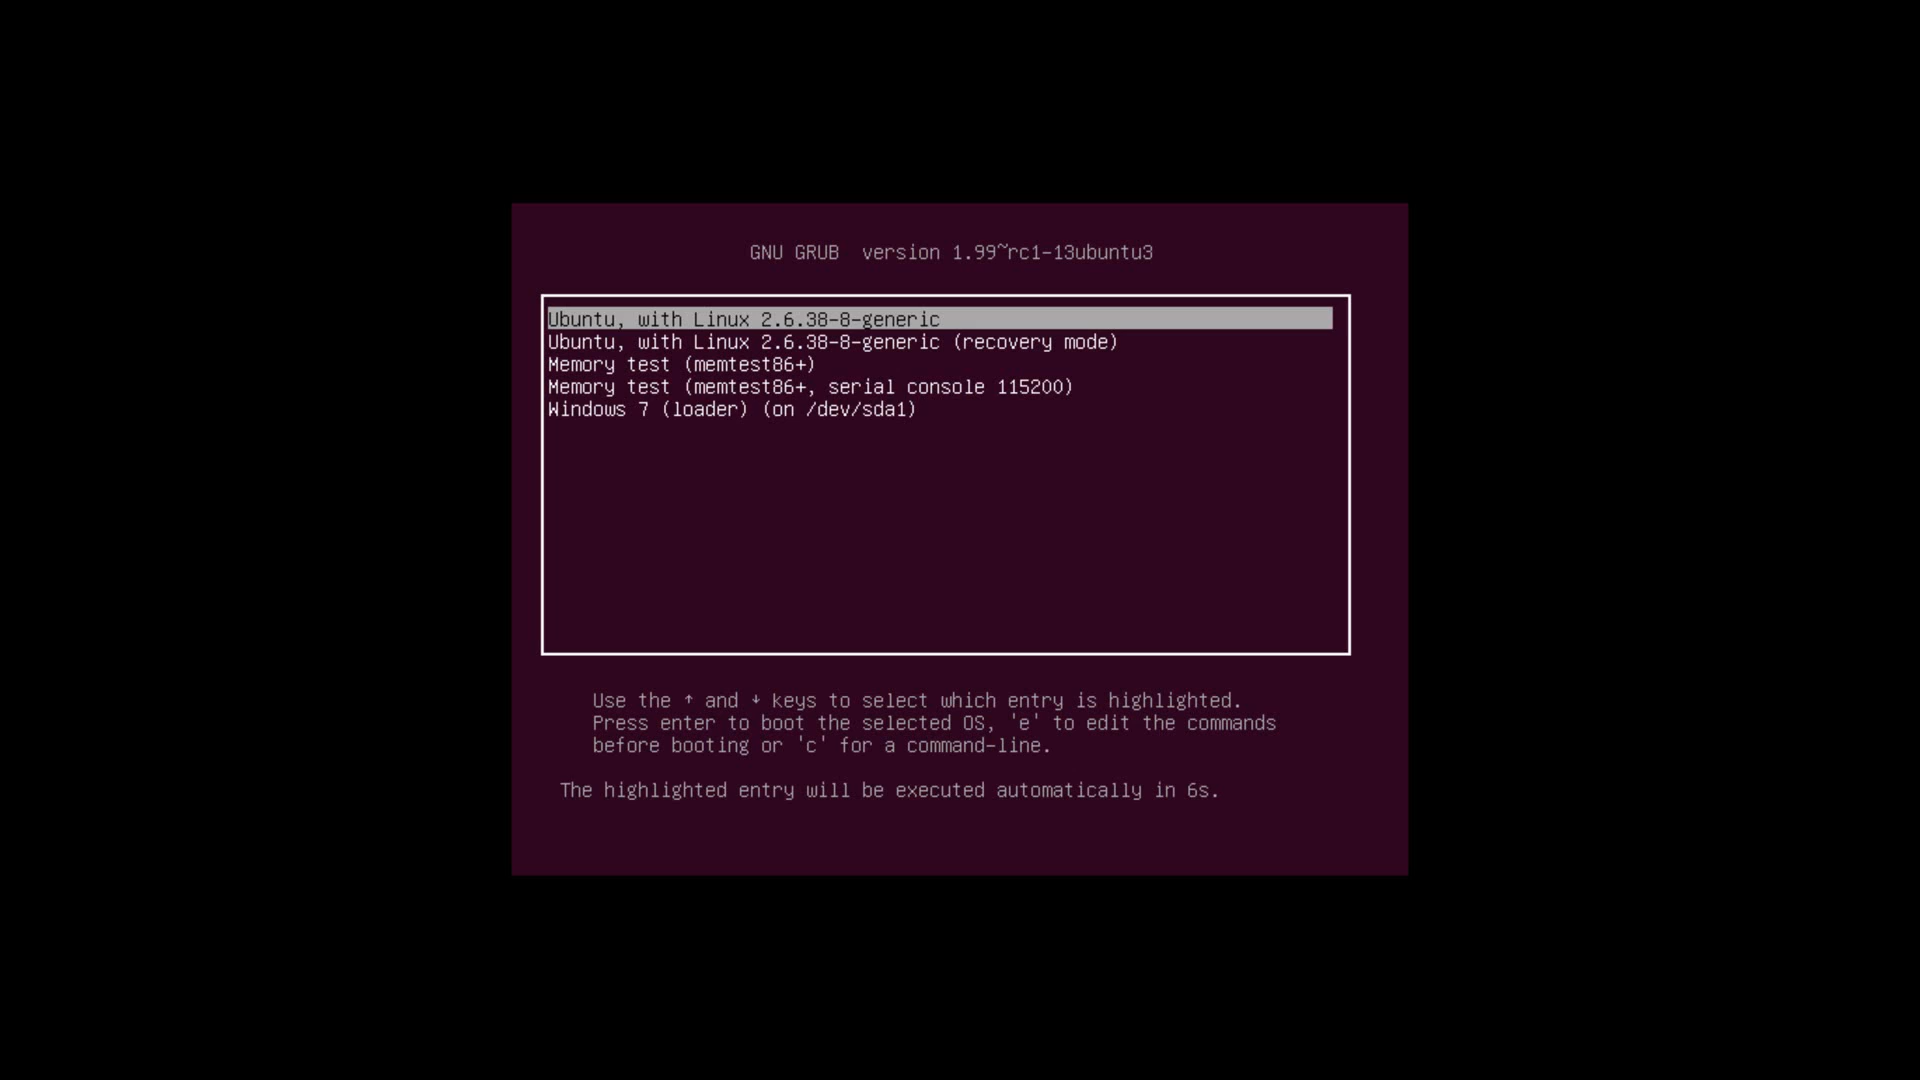 GNU GRUB  version 1.99~rc1-13ubuntu3
Ubuntu, with Linux 2.6.38-8-generic
Ubuntu, with Linux 2.6.38-8-generic (recovery mode)
Memory test (memtest86+)
Memory test (memtest86+, serial console 115200)
Windows 7 (loader) (on /dev/sda1)
Use the ↑ and ↓ keys to select which entry is highlighted.
Press enter to boot the selected OS, 'e' to edit the commands
before booting or 'c' for a command-line.
The highlighted entry will be executed automatically in 6s.